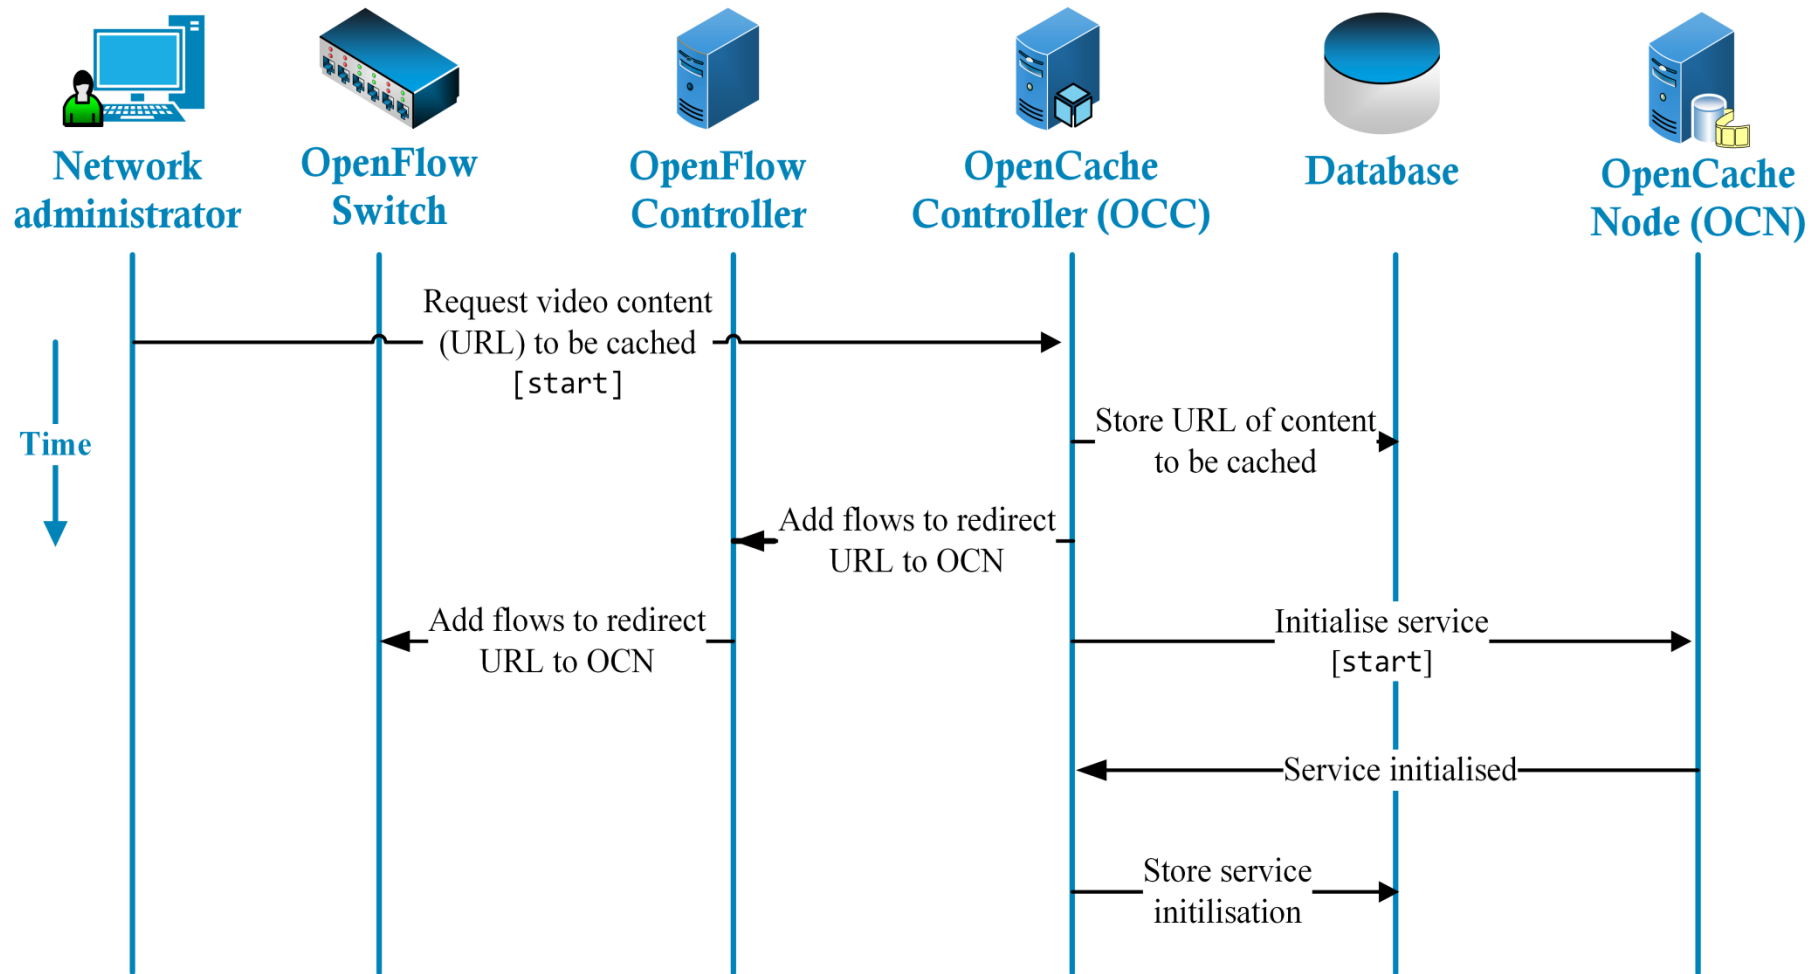 Network
administrator
OpenFlow
Switch
OpenFlow
Controller
OpenCache
Controller (OCC)
Database
OpenCache
Node (OCN)
Request video content
(URL) to be cached
[start]
Time
Store URL of content
to be cached
Add flows to redirect
URL to OCN
Add flows to redirect
URL to OCN
Initialise service
[start]
Service initialised
Store service
initilisation